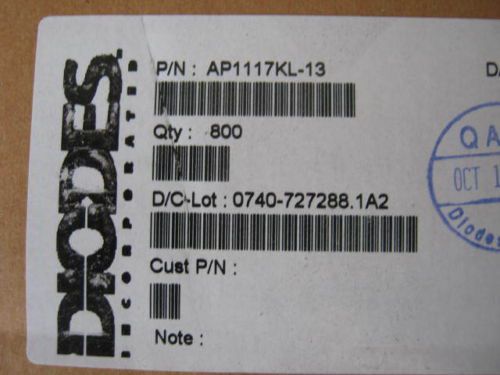 DIODES
INCORPORATED
P/N : AP1117KL-13
Qty : 800
D/C-Lot : 0740-727288.1A2
Cust P/N :
Note :
QA
OCT 1
Diodes